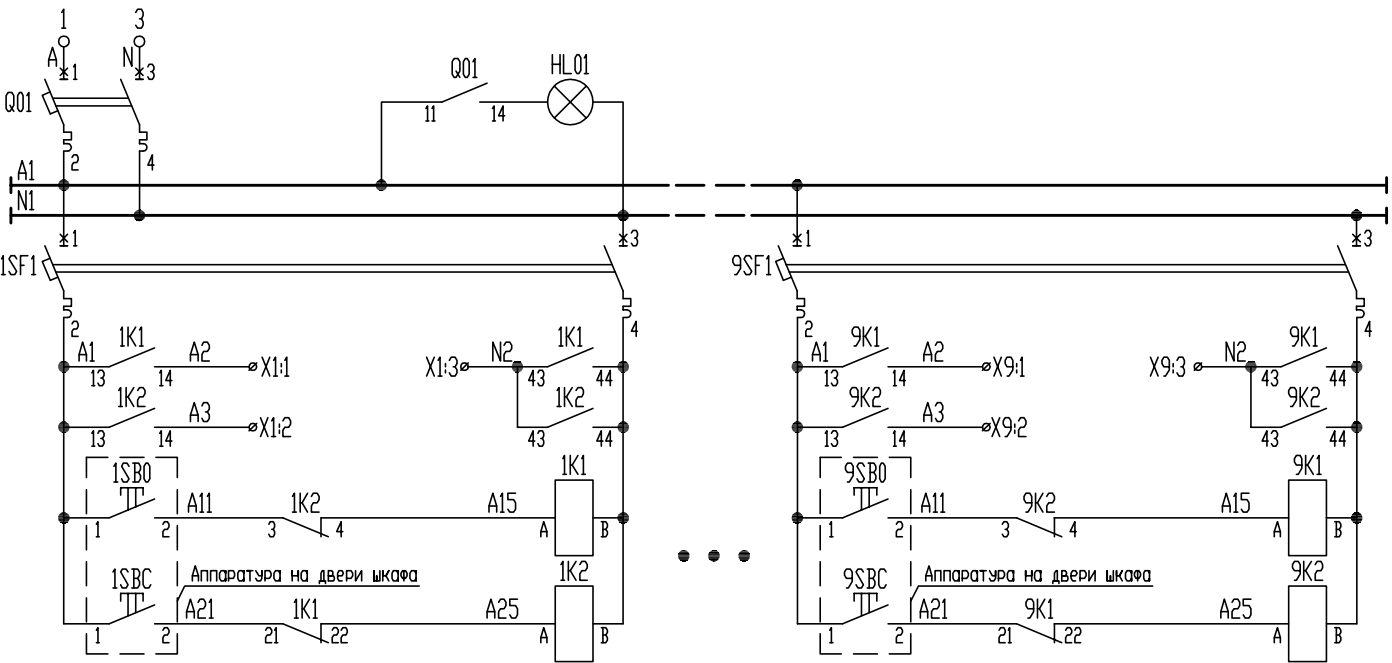 1 3
A N
1 3
Q01
2 4
Q01 HL01
11 14
A1
N1
1 3 1 3
1SF1 9SF1
2 4 2 4
A1 1K1 A2 X1:1 X1:3 N2 1K1 A1 9K1 A2 X9:1 X9:3 N2 9K1
13 14 43 44 13 14 43 44
1K2 A3 X1:2 1K2 9K2 A3 X9:2 9K2
13 14 43 44 13 14 43 44
1SB0 1K1 9SB0 9K1
A11 1K2 A15 A11 9K2 A15
1 2 3 4 A B 1 2 3 4 A B
1SBC Аппаратура на двери шкафа 1K2 9SBC Аппаратура на двери шкафа 9K2
A21 1K1 A25 A21 9K1 A25
1 2 21 22 A B 1 2 21 22 A B